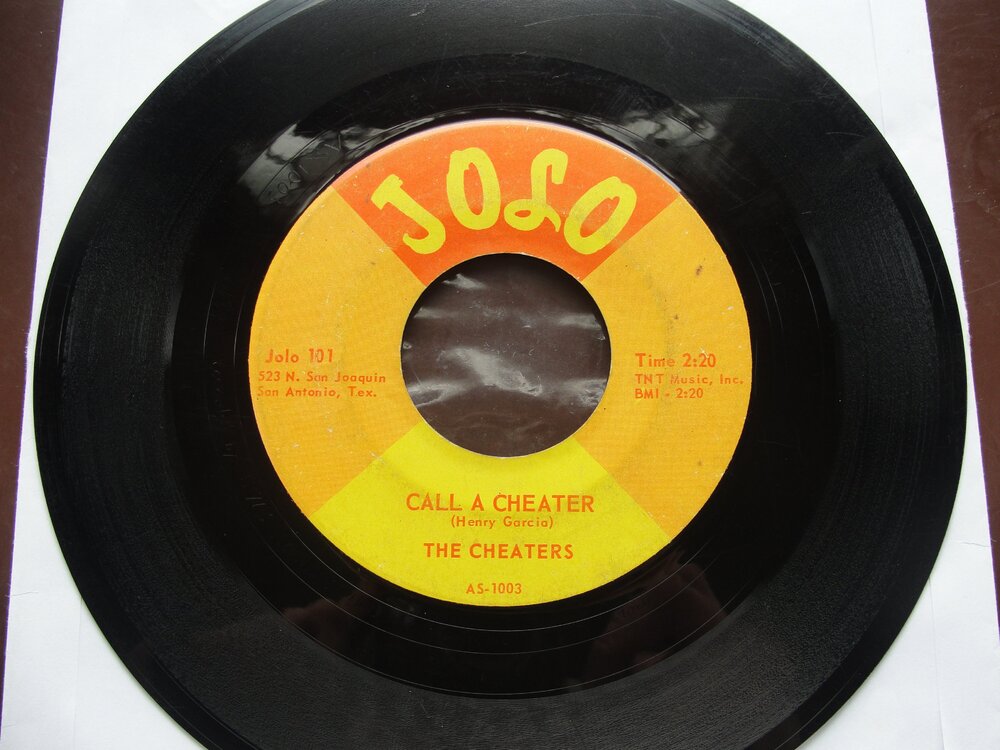 JOLO
Jolo 101
523 N. San Joaquin
San Antonio, Tex.
Time 2:20
TNT Music, Inc.
BMI - 2:20
CALL A CHEATER
(Henry Garcia)
THE CHEATERS
AS-1003